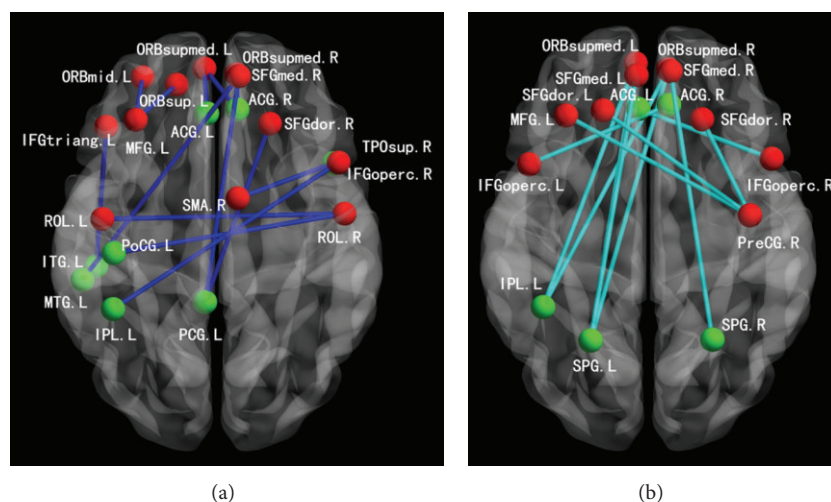 ORBsupmed.L
ORBsupmed.R
ORBmid.L
SFGmed.R
ORBsup.L
ACG.R
ACG.L
SFGdor.R
IFGtriang.L
MFG.L
TPOsup.R
IFGoperc.R
SMA.R
ROL.L
ROL.R
PoCG.L
ITG.L
MTG.L
IPL.L
PCG.L
(a)
ORBsupmed.L
ORBsupmed.R
SFGmed.L
SFGmed.R
SFGdor.L
ACG.L
ACG.R
MFG.L
SFGdor.R
IFGoperc.L
IFGoperc.R
PreCG.R
IPL.L
SPG.R
SPG.L
(b)